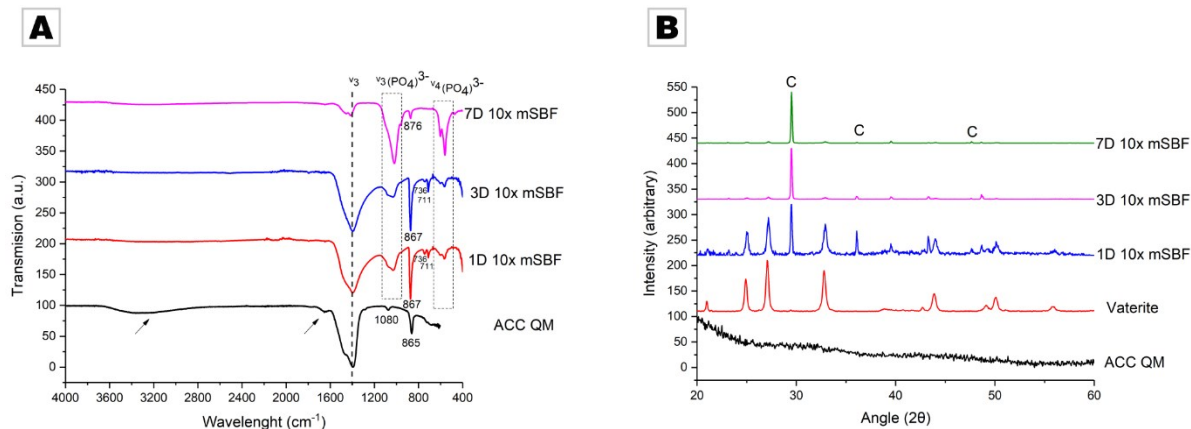 A
Transmision (a.u.)
450
400
350
300
250
200
150
100
50
0
v3
v3(PO4)3-
v4(PO4)3-
7D 10x mSBF
876
3D 10x mSBF
736
711
867
1D 10x mSBF
736
711
867
ACC QM
1080
865
4000 3600 3200 2800 2400 2000 1600 1200 800 400
Wavelenght (cm-1)
B
Intensity (arbitrary)
550
500
450
400
350
300
250
200
150
100
50
0
C
C
C
7D 10x mSBF
3D 10x mSBF
1D 10x mSBF
Vaterite
ACC QM
20 30 40 50 60
Angle (2θ)